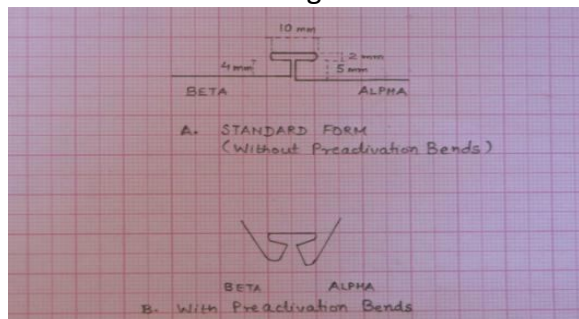 10 mm
2 mm
4 mm
5 mm
BETA ALPHA
A. STANDARD FORM
(Without Preactivation Bends)
BETA ALPHA
B. With Preactivation Bends